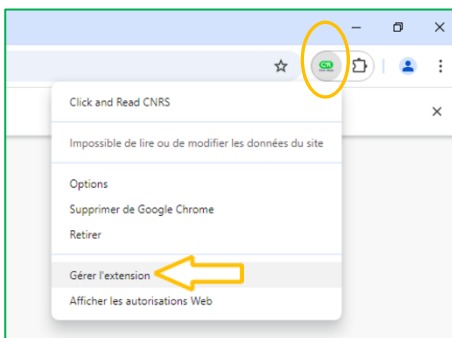 Click and Read CNRS
Impossible de lire ou de modifier les données du site
Options
Supprimer de Google Chrome
Retirer
Gérer l'extension
Afficher les autorisations Web